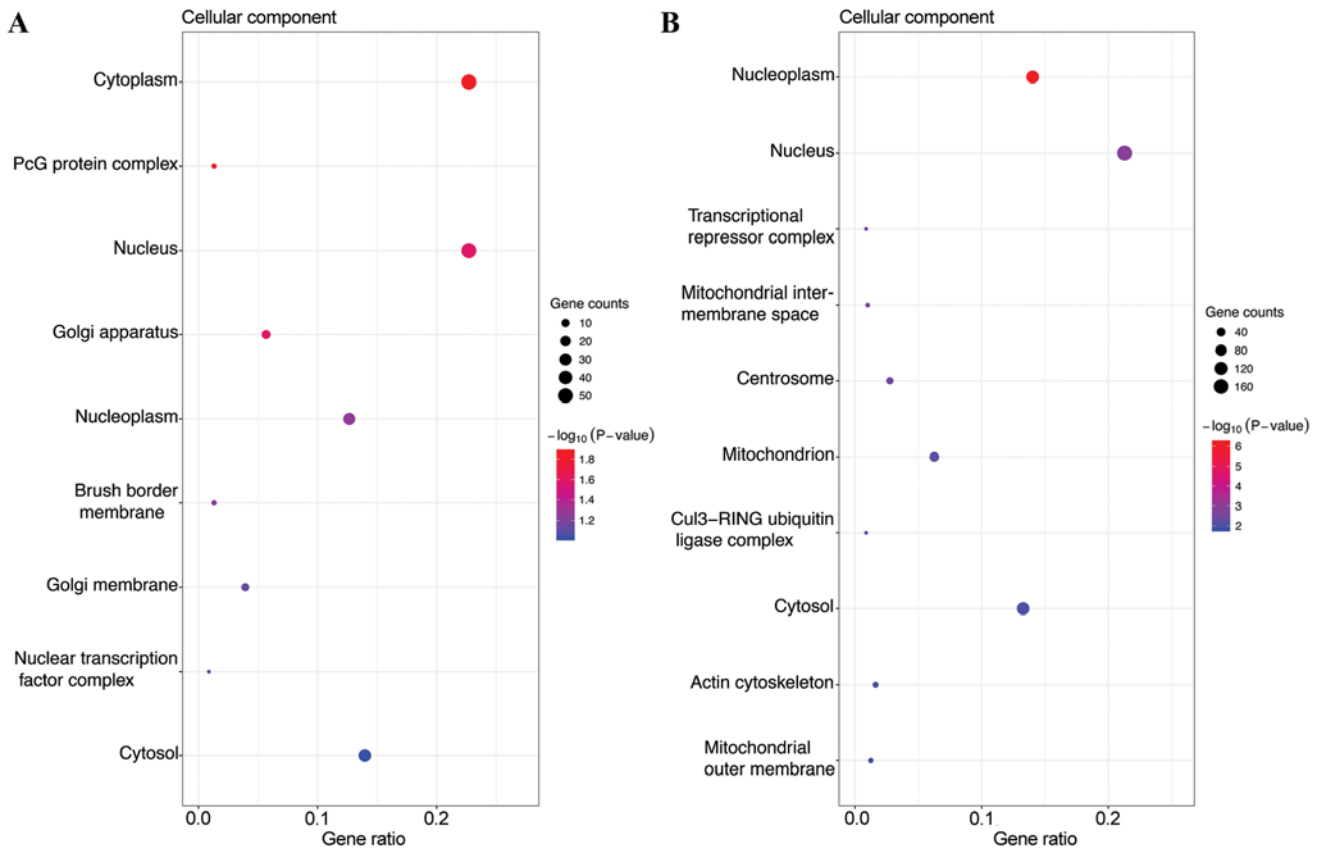 A
Cellular component
Cytoplasm
PcG protein complex
Nucleus
Golgi apparatus
Nucleoplasm
Brush border
membrane
Golgi membrane
Nuclear transcription
factor complex
Cytosol
0.0 0.1 0.2
Gene ratio
Gene counts
10
20
30
40
50
−log10 (P−value)
1.8
1.6
1.4
1.2
B
Cellular component
Nucleoplasm
Nucleus
Transcriptional
repressor complex
Mitochondrial inter-
membrane space
Centrosome
Mitochondrion
Cul3−RING ubiquitin
ligase complex
Cytosol
Actin cytoskeleton
Mitochondrial
outer membrane
0.0 0.1 0.2
Gene ratio
Gene counts
40
80
120
160
−log10 (P−value)
6
5
4
3
2